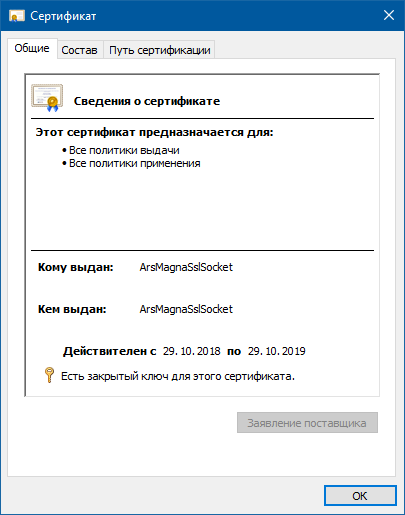 Сертификат
Общие Состав Путь сертификации
Сведения о сертификате
Этот сертификат предназначается для:
• Все политики выдачи
• Все политики применения
Кому выдан: ArsMagnaSslSocket
Кем выдан: ArsMagnaSslSocket
Действителен с 29.10.2018 по 29.10.2019
Есть закрытый ключ для этого сертификата.
Заявление поставщика
OK